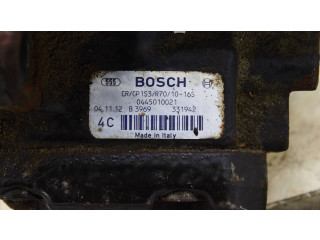 BOSCH
CR/CP1S3/R70/10-16S
0445010021
04.11.12 B 3969 331942
4C
Made in Italy